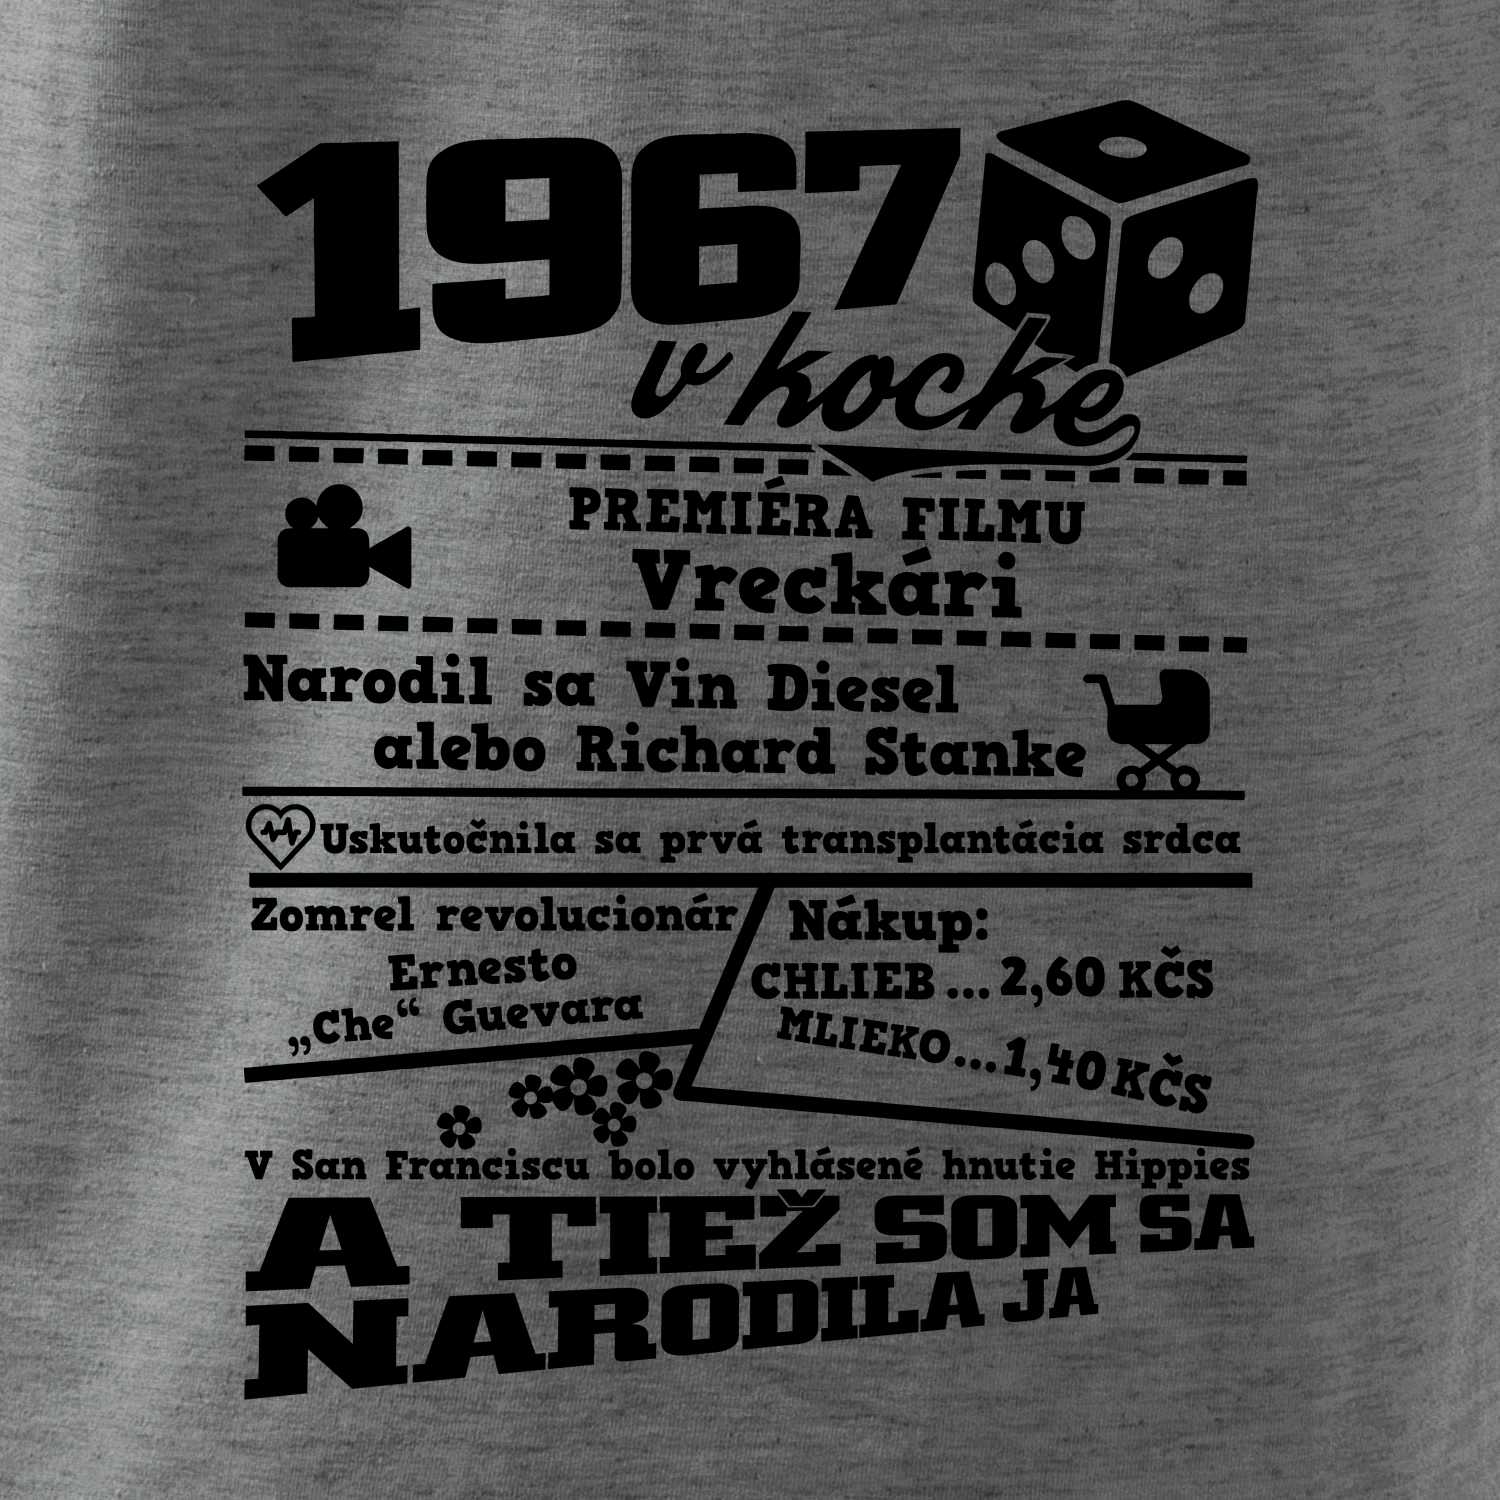 1967
v kocke
PREMIÉRA FILMU
Vreckári
Narodil sa Vin Diesel
alebo Richard Stanke
Uskutočnila sa prvá transplantácia srdca
Zomrel revolucionár
Ernesto
„Che“ Guevara
Nákup:
CHLIEB ... 2,60 KČS
MLIEKO...1,40 KČS
V San Franciscu bolo vyhlásené hnutie Hippies
A TIEŽ SOM SA
NARODILA JA